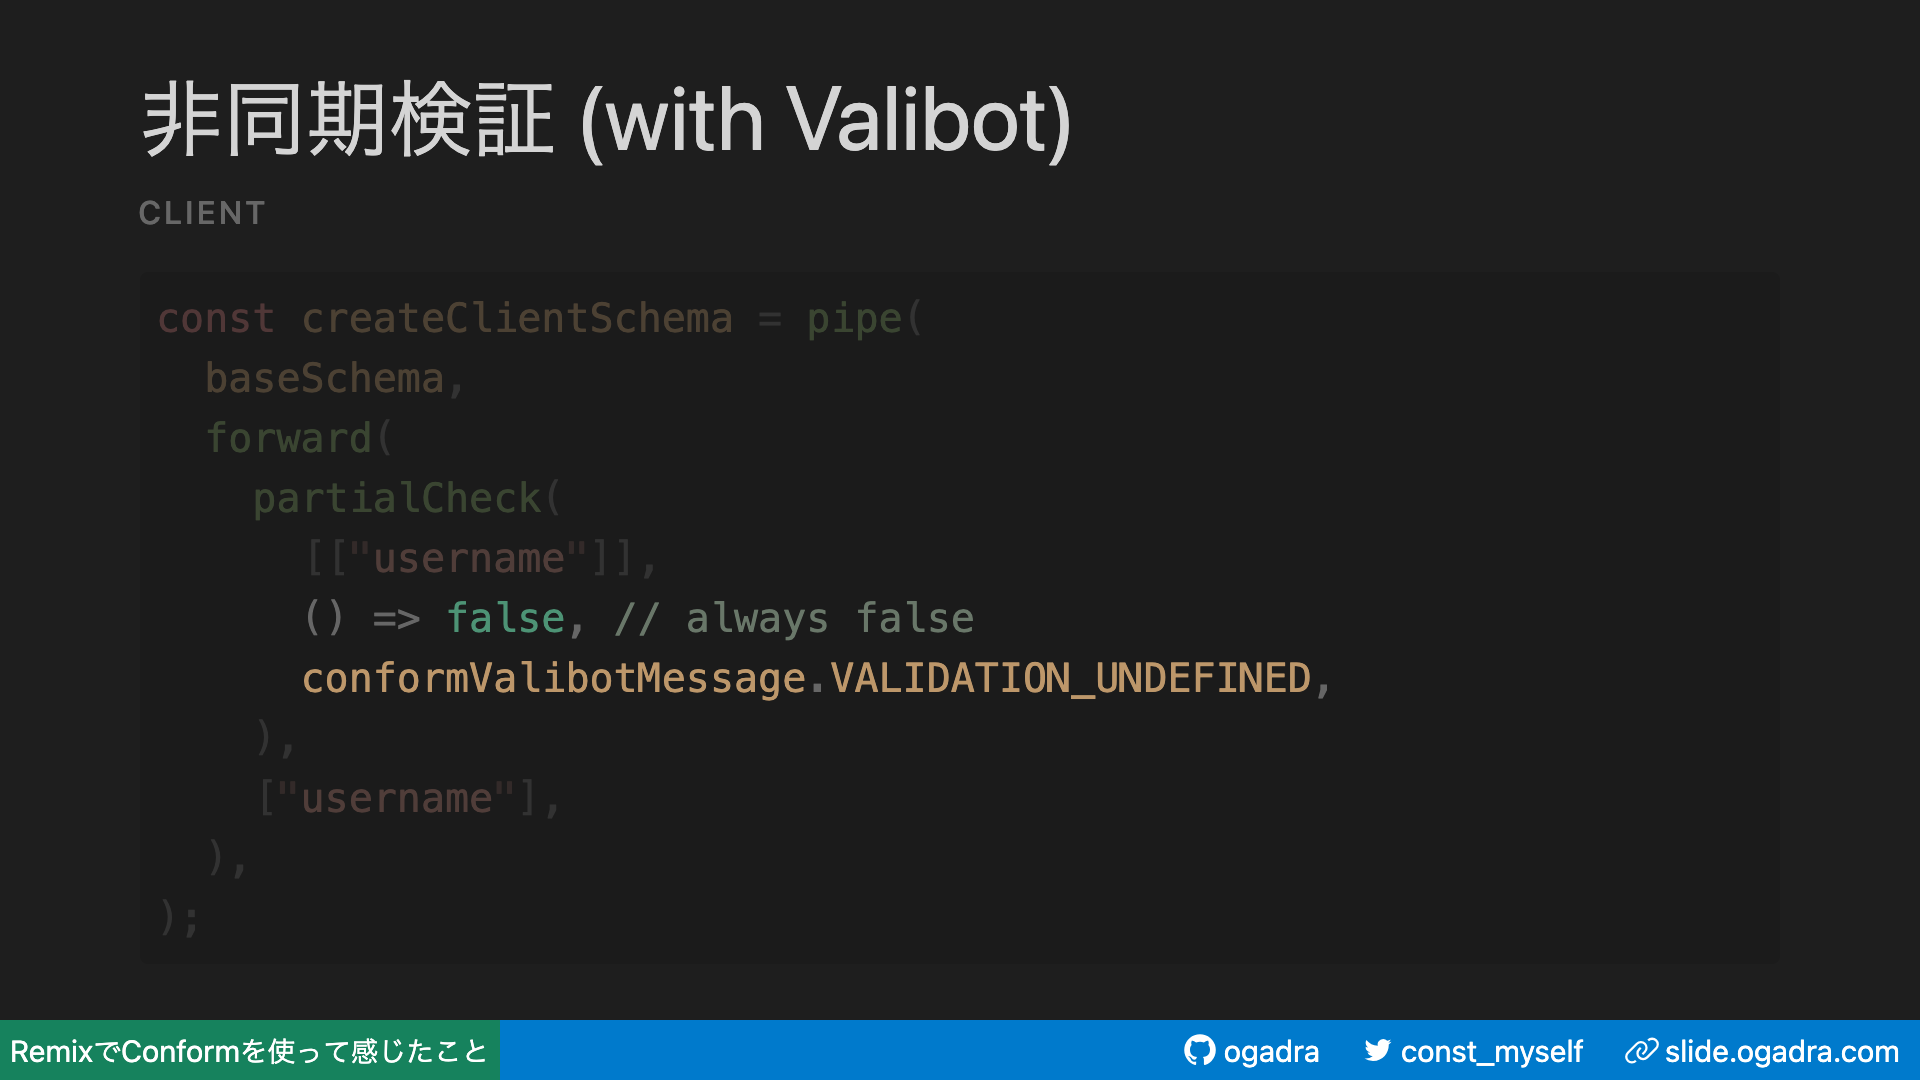 非同期検証 (with Valibot)
CLIENT
const createClientSchema = pipe(
  baseSchema,
  forward(
    partialCheck(
      [["username"]],
      () => false, // always false
      conformValibotMessage.VALIDATION_UNDEFINED,
    ),
    ["username"],
  ),
);
RemixでConformを使って感じたこと
ogadra
const_myself
slide.ogadra.com